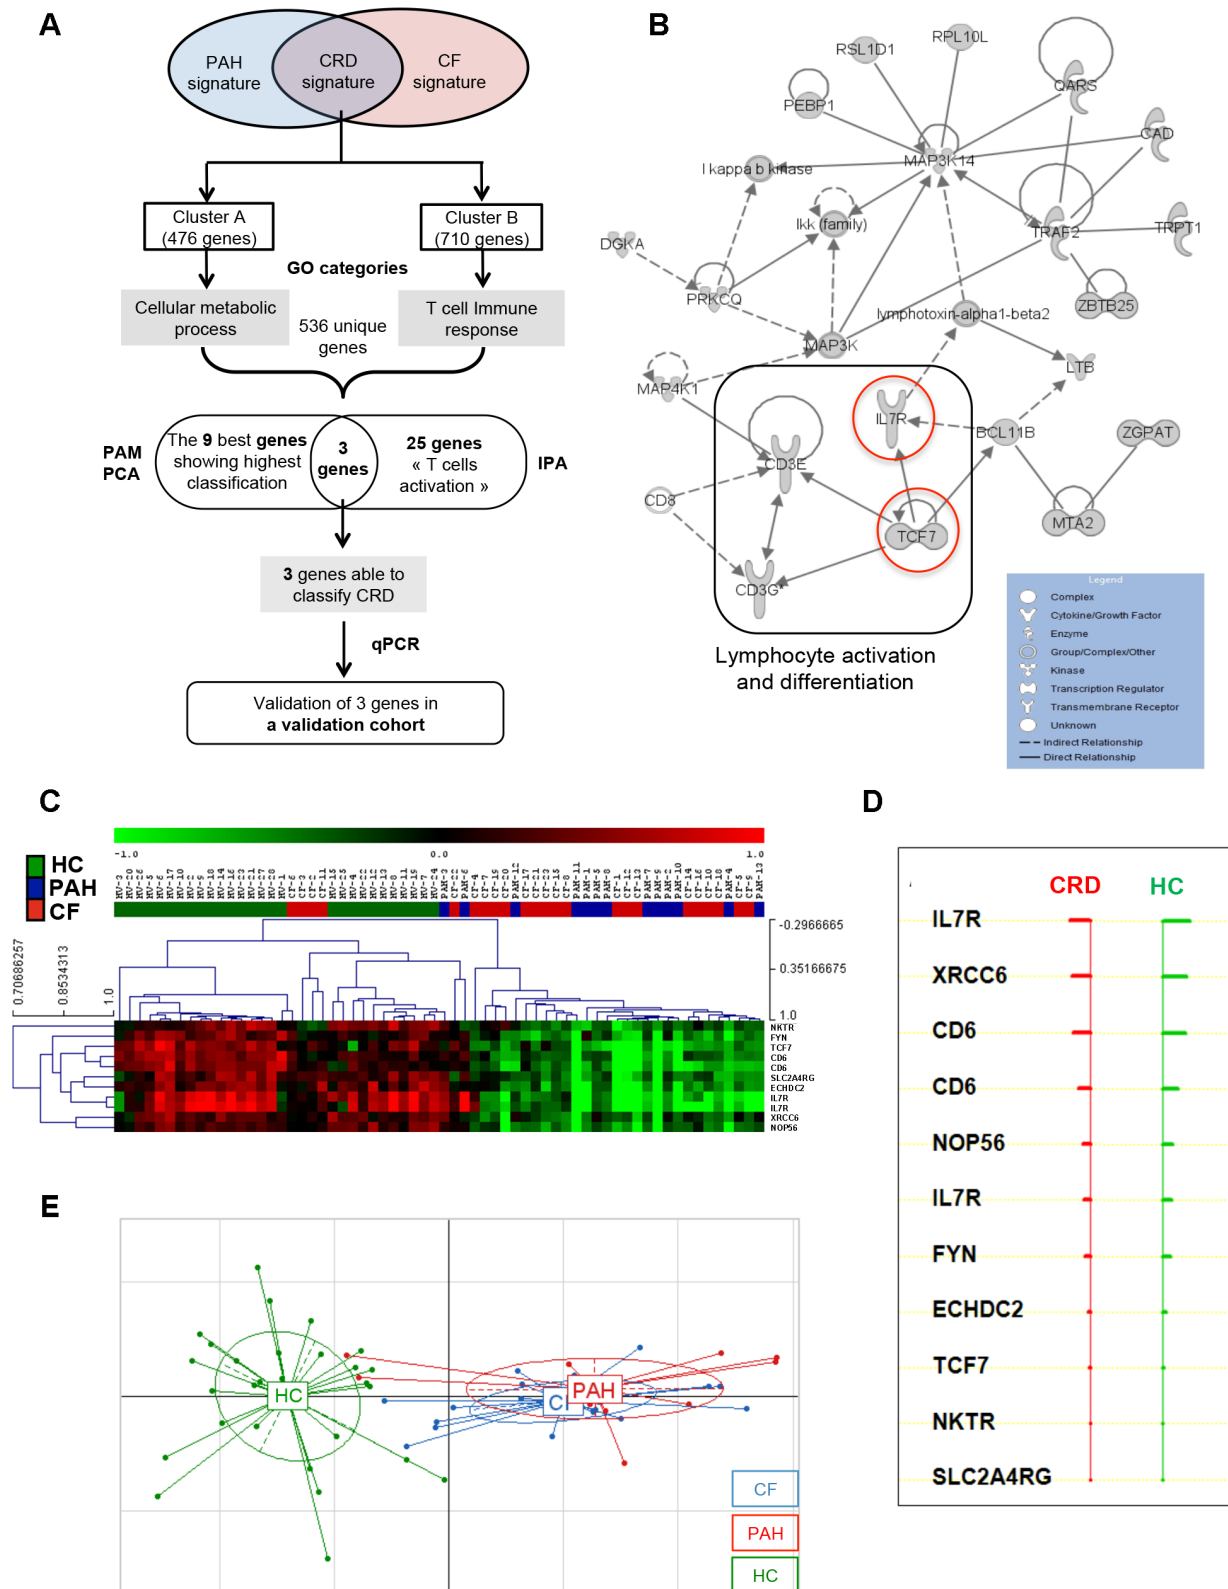 A
PAH
signature
CRD
signature
CF
signature
Cluster A
(476 genes)
Cluster B
(710 genes)
GO categories
Cellular metabolic
process
T cell Immune
response
536 unique
genes
PAM
PCA
The 9 best genes
showing highest
classification
3
genes
25 genes
« T cells
activation »
IPA
3 genes able to
classify CRD
qPCR
Validation of 3 genes in
a validation cohort
B
RSL1D1
RPL10L
QARS
PEBP1
CAD
MAP3K14
I kappa b kinase
Ikk (family)
TRAF2
TRPT1
DGKA
PRKCQ
ZBTB25
lymphotoxin-alpha1-beta2
MAP3K
LTB
MAP4K1
IL7R
BCL11B
ZGPAT
CD3E
CD8
TCF7
MTA2
CD3G*
Lymphocyte activation
and differentiation
Legend
Complex
Cytokine/Growth Factor
Enzyme
Group/Complex/Other
Kinase
Transcription Regulator
Transmembrane Receptor
Unknown
Indirect Relationship
Direct Relationship
C
-1.0
0.0
1.0
HC
PAH
CF
-0.2966665
0.35166675
1.0
0.70686257
0.8534313
1.0
NKTR
FYN
TCF7
CD6
CD6
SLC2A4RG
ECHDC2
IL7R
IL7R
XRCC6
NOP56
D
CRD
HC
IL7R
XRCC6
CD6
CD6
NOP56
IL7R
FYN
ECHDC2
TCF7
NKTR
SLC2A4RG
E
HC
PAH
CF
PAH
HC